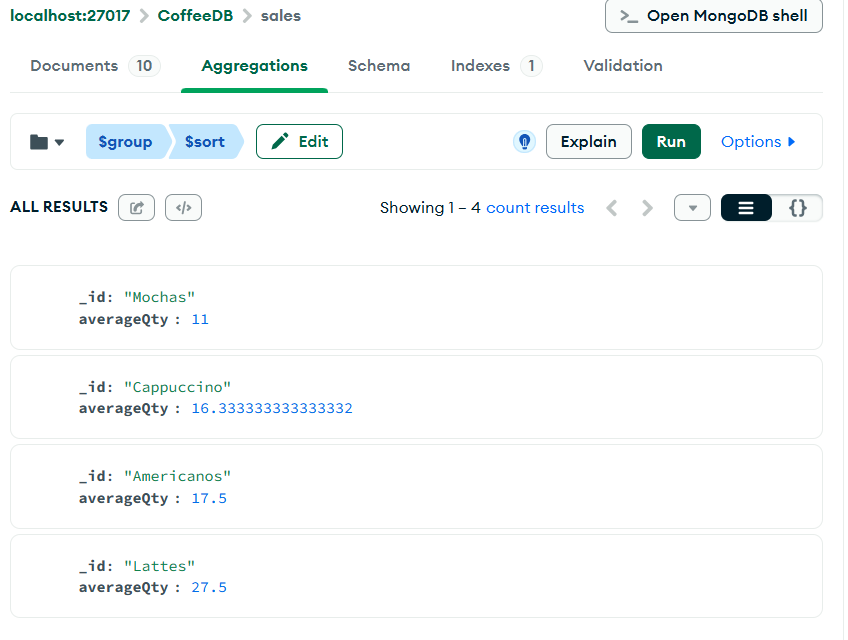 localhost:27017 > CoffeeDB > sales
>_ Open MongoDB shell
Documents 10 Aggregations Schema Indexes 1 Validation
$group $sort Edit Explain Run Options
ALL RESULTS </> Showing 1 – 4 count results {}
_id: "Mochas"
averageQty : 11
_id: "Cappuccino"
averageQty : 16.333333333333332
_id: "Americanos"
averageQty : 17.5
_id: "Lattes"
averageQty : 27.5